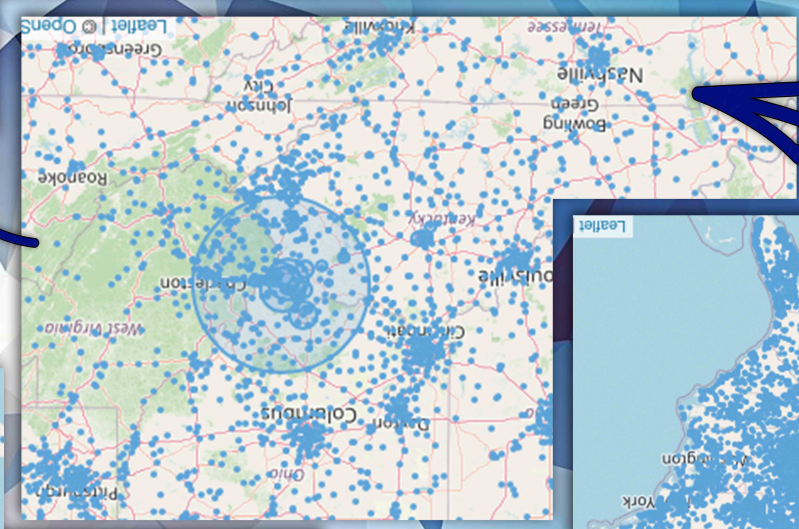 York
Pittsburgh
Ohio
Washington
Dayton
Columbus
Cincinnati
West Virginia
Charleston
Louisville
Leaflet
Kentucky
Roanoke
Bowling
Green
Johnson
City
Nashville
Greensboro
Knoxville
Tennessee
Leaflet | © OpenS